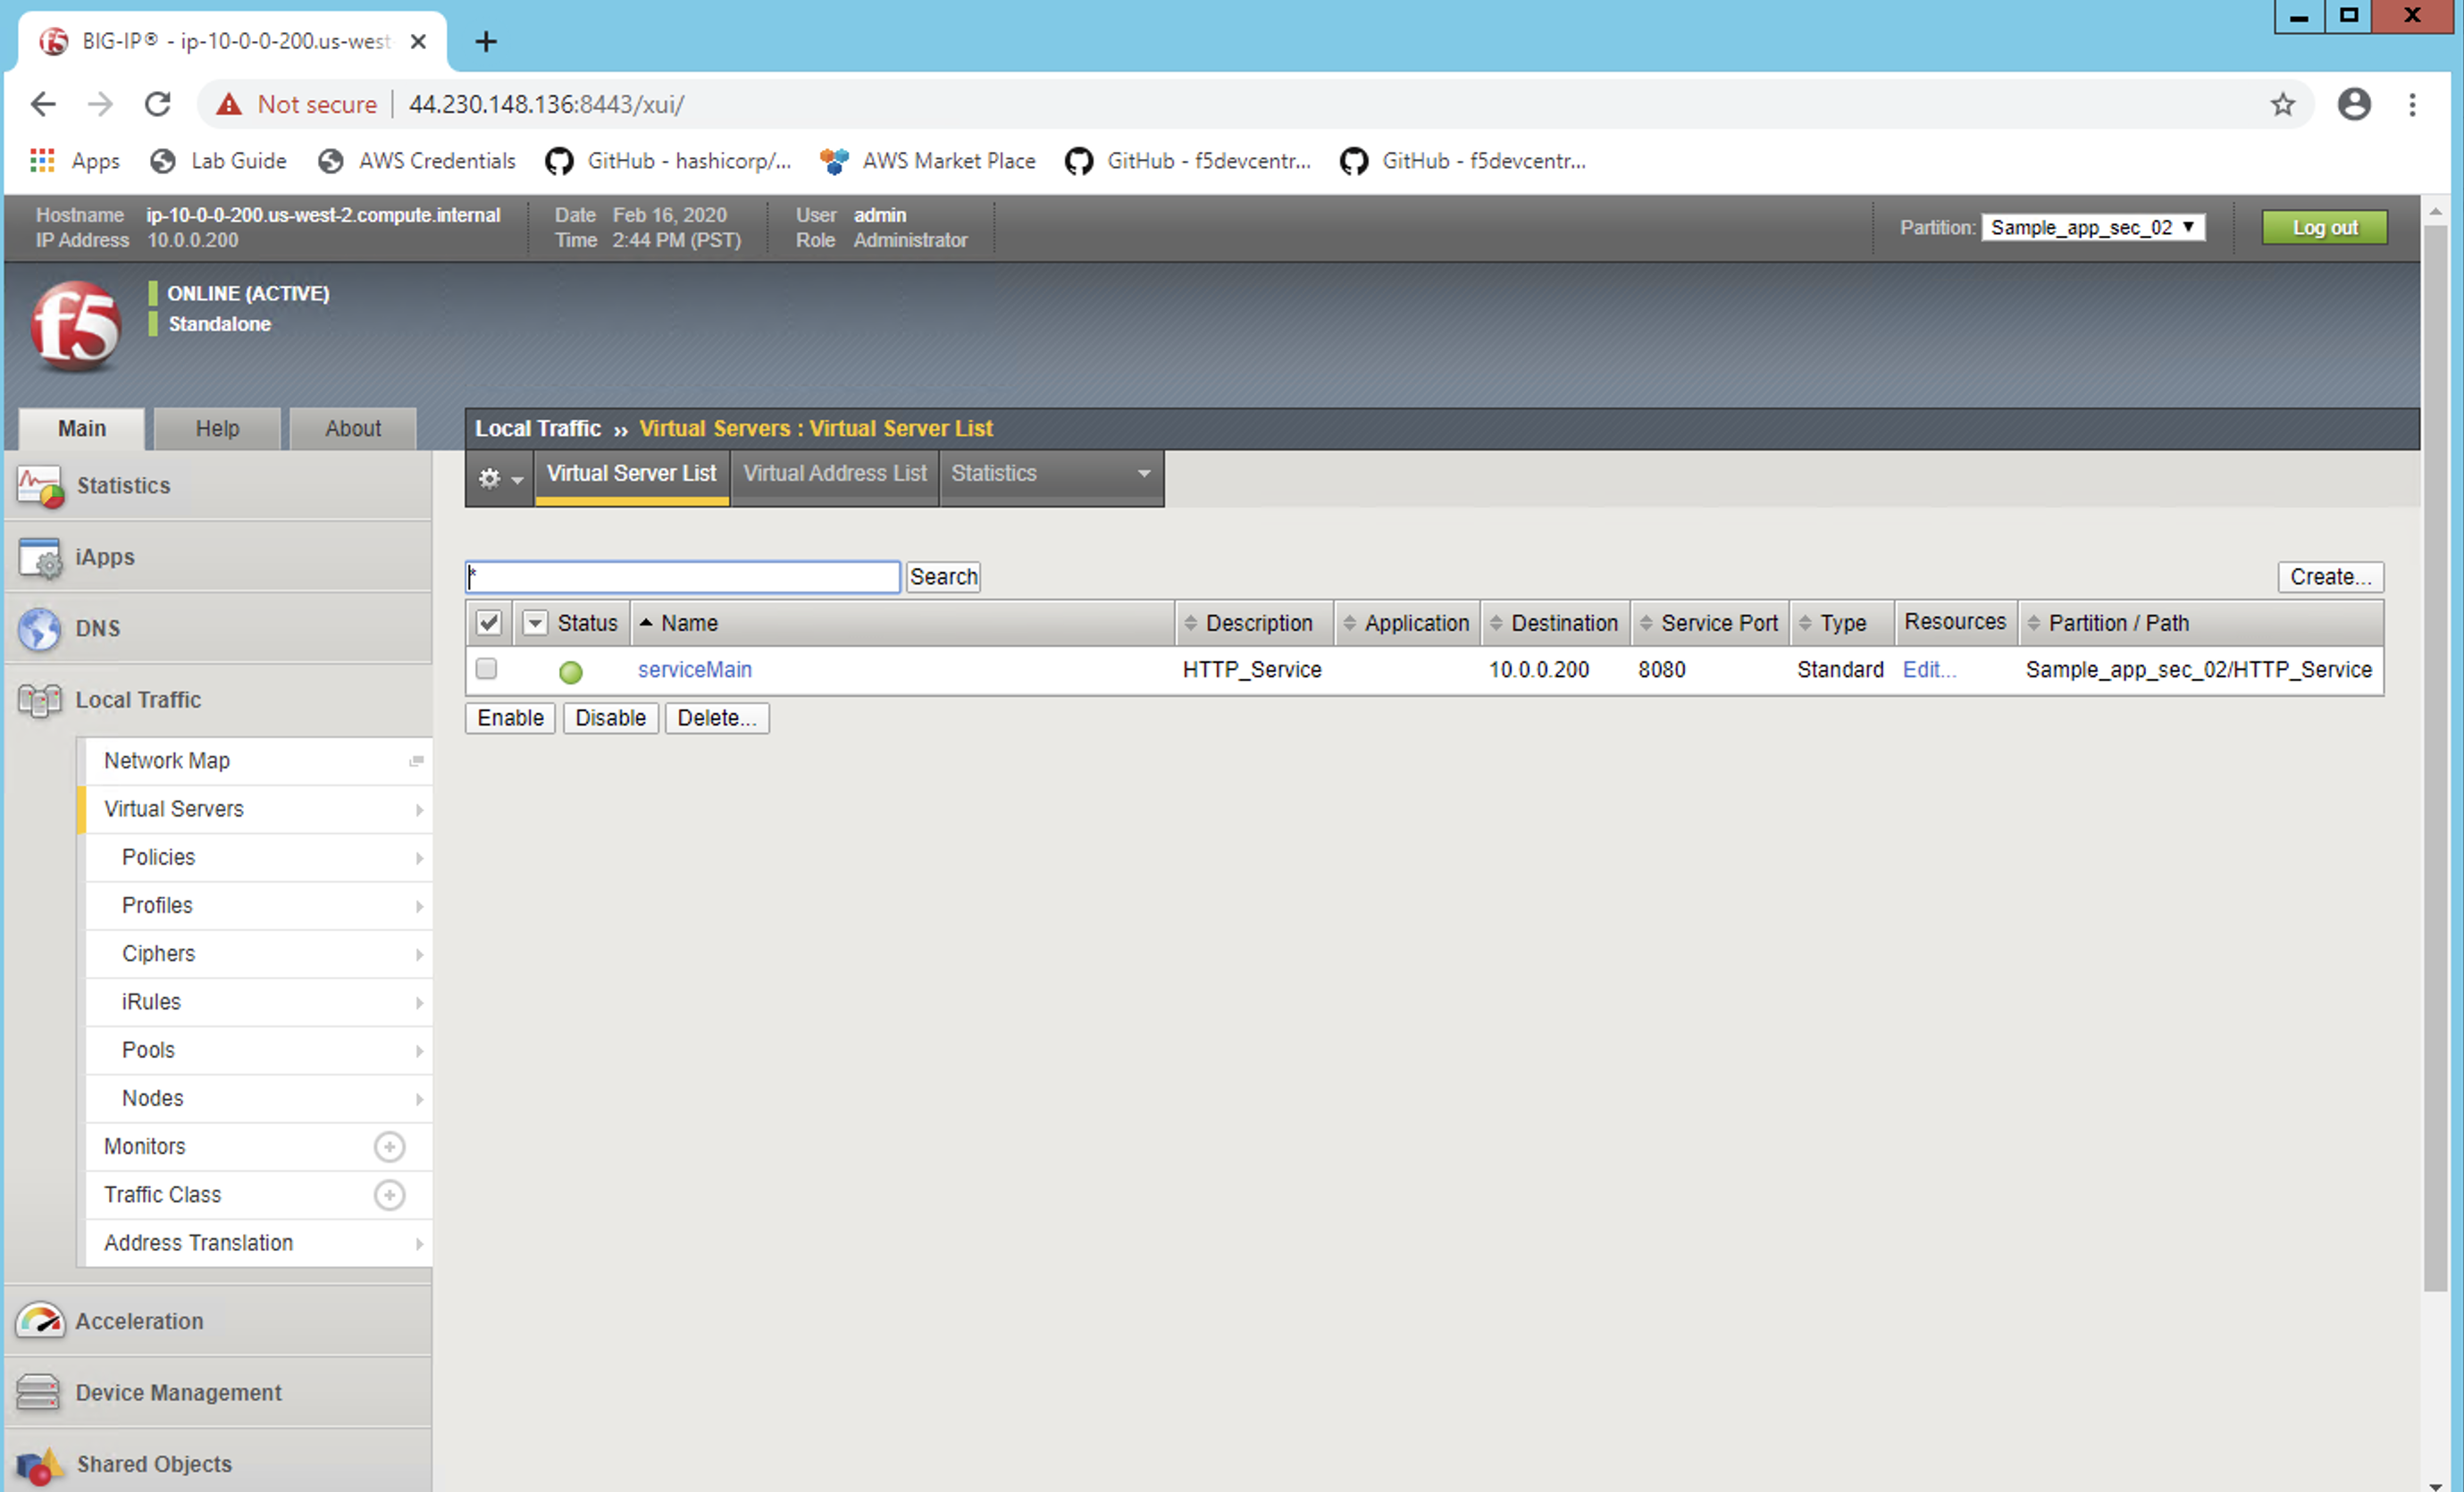 BIG-IP® - ip-10-0-0-200.us-west
Not secure 44.230.148.136:8443/xui/
Apps Lab Guide AWS Credentials GitHub - hashicorp/... AWS Market Place GitHub - f5devcentr... GitHub - f5devcentr...
Hostname ip-10-0-0-200.us-west-2.compute.internal Date Feb 16, 2020 User admin
IP Address 10.0.0.200 Time 2:44 PM (PST) Role Administrator
Partition: Sample_app_sec_02 Log out
f5
ONLINE (ACTIVE)
Standalone
Main Help About
Local Traffic ›› Virtual Servers : Virtual Server List
Virtual Server List Virtual Address List Statistics
Statistics
iApps
DNS
Local Traffic
Network Map
Virtual Servers
Policies
Profiles
Ciphers
iRules
Pools
Nodes
Monitors
Traffic Class
Address Translation
Acceleration
Device Management
Shared Objects
* Search Create...
Status Name Description Application Destination Service Port Type Resources Partition / Path
serviceMain HTTP_Service 10.0.0.200 8080 Standard Edit... Sample_app_sec_02/HTTP_Service
Enable Disable Delete...